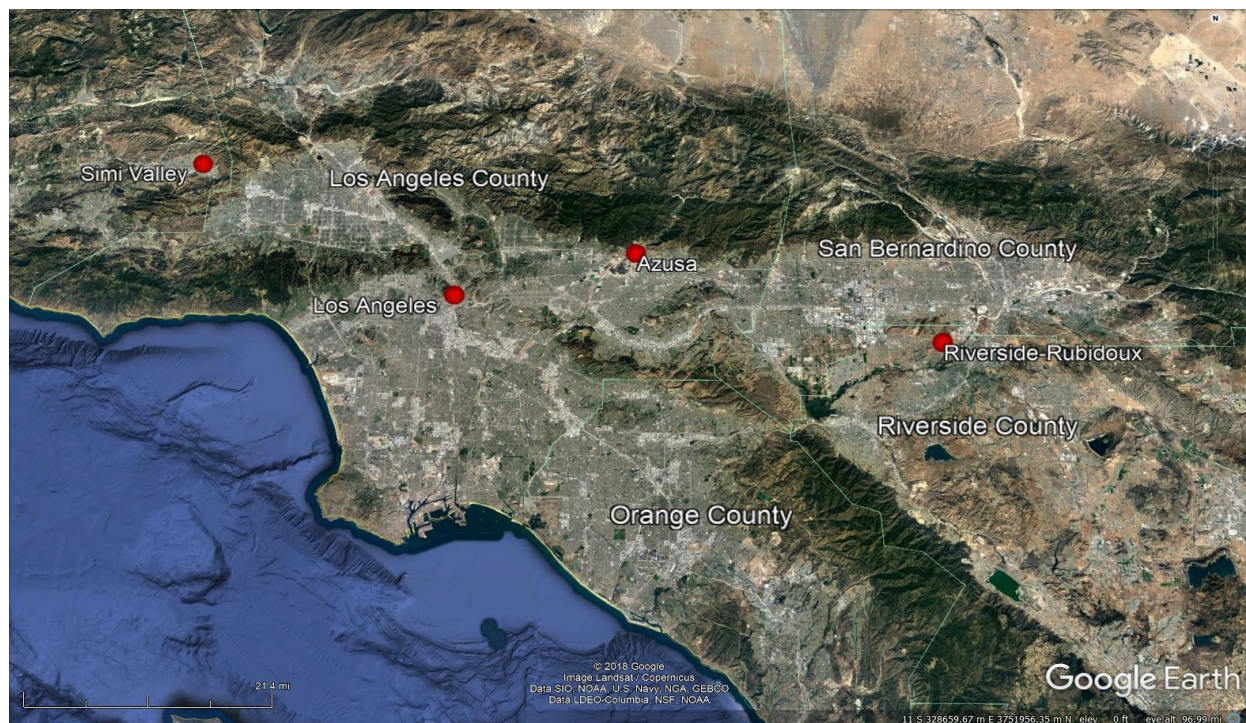 N
Simi Valley
Los Angeles County
Azusa
San Bernardino County
Los Angeles
Riverside-Rubidoux
Riverside County
Orange County
© 2018 Google
Image Landsat / Copernicus
Data SIO, NOAA, U.S. Navy, NGA, GEBCO
Data LDEO-Columbia, NSF, NOAA
Google Earth
21.4 mi
11 S 328659.67 m E 3751956.35 m N elev 0 ft eye alt 96.99 mi